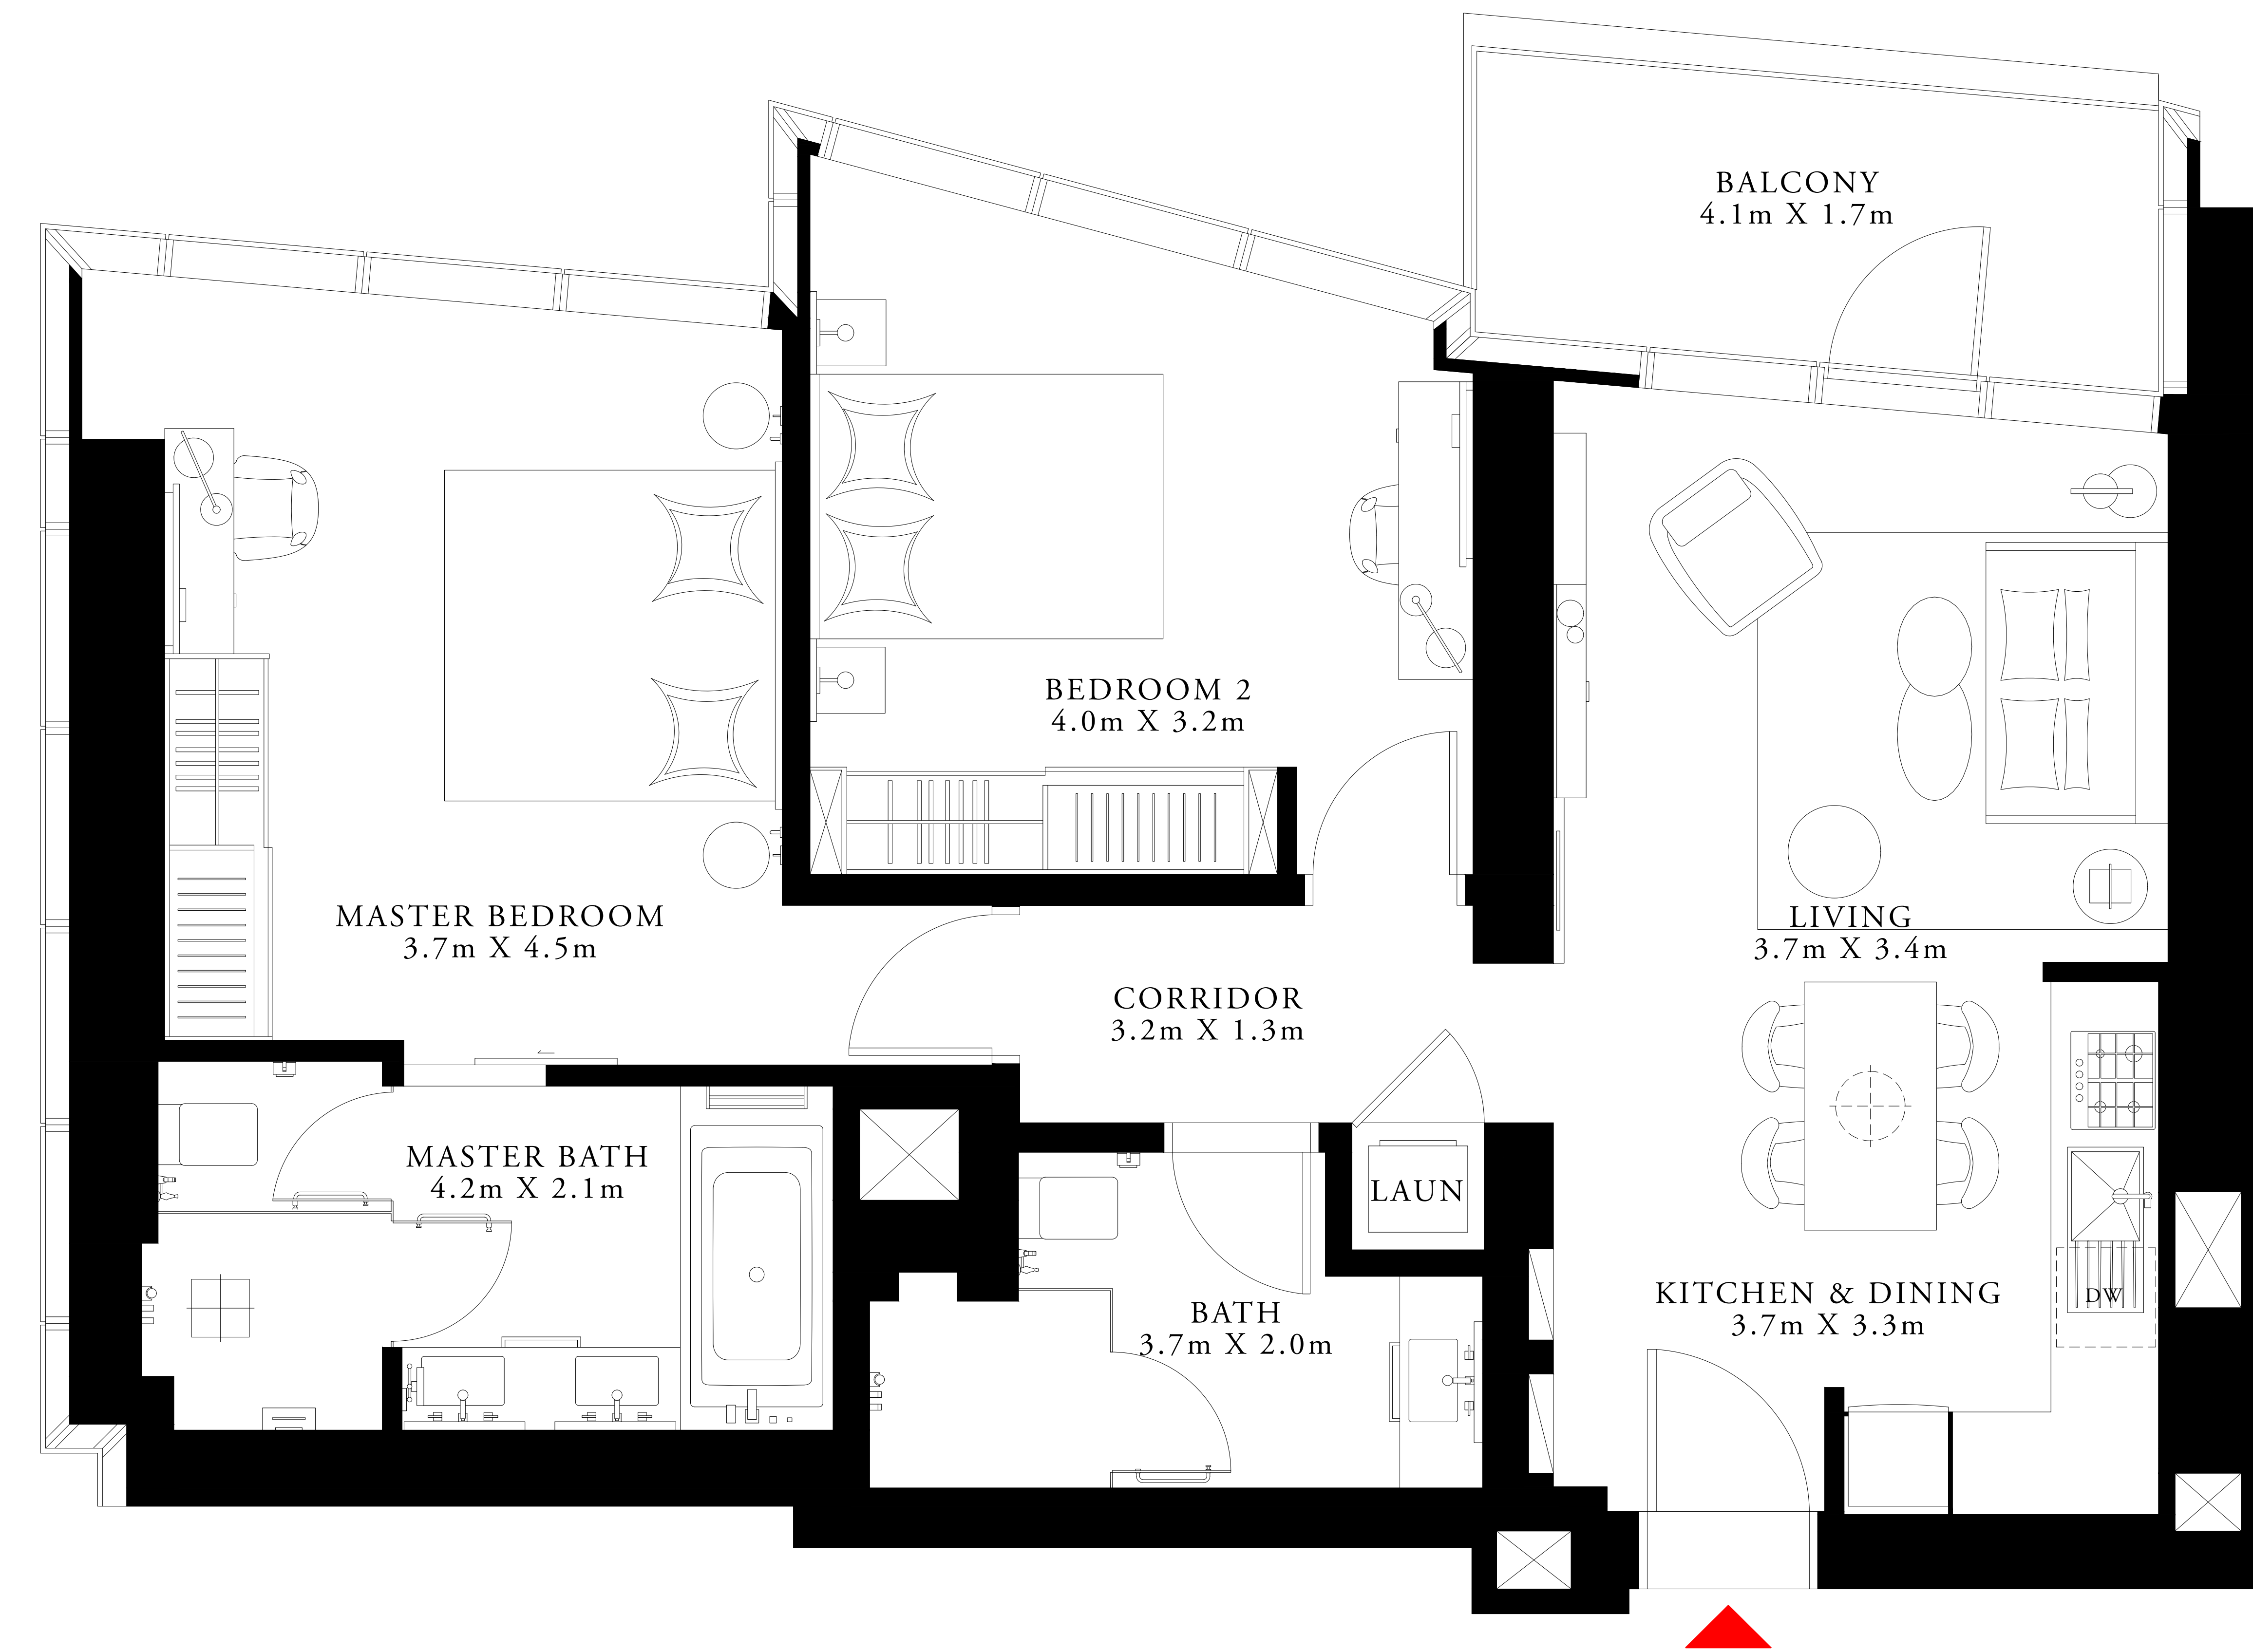 BALCONY
4.1m X 1.7m
BEDROOM 2
4.0m X 3.2m
MASTER BEDROOM
3.7m X 4.5m
LIVING
3.7m X 3.4m
CORRIDOR
3.2m X 1.3m
MASTER BATH
4.2m X 2.1m
LAUN
BATH
3.7m X 2.0m
KITCHEN & DINING
3.7m X 3.3m
DW